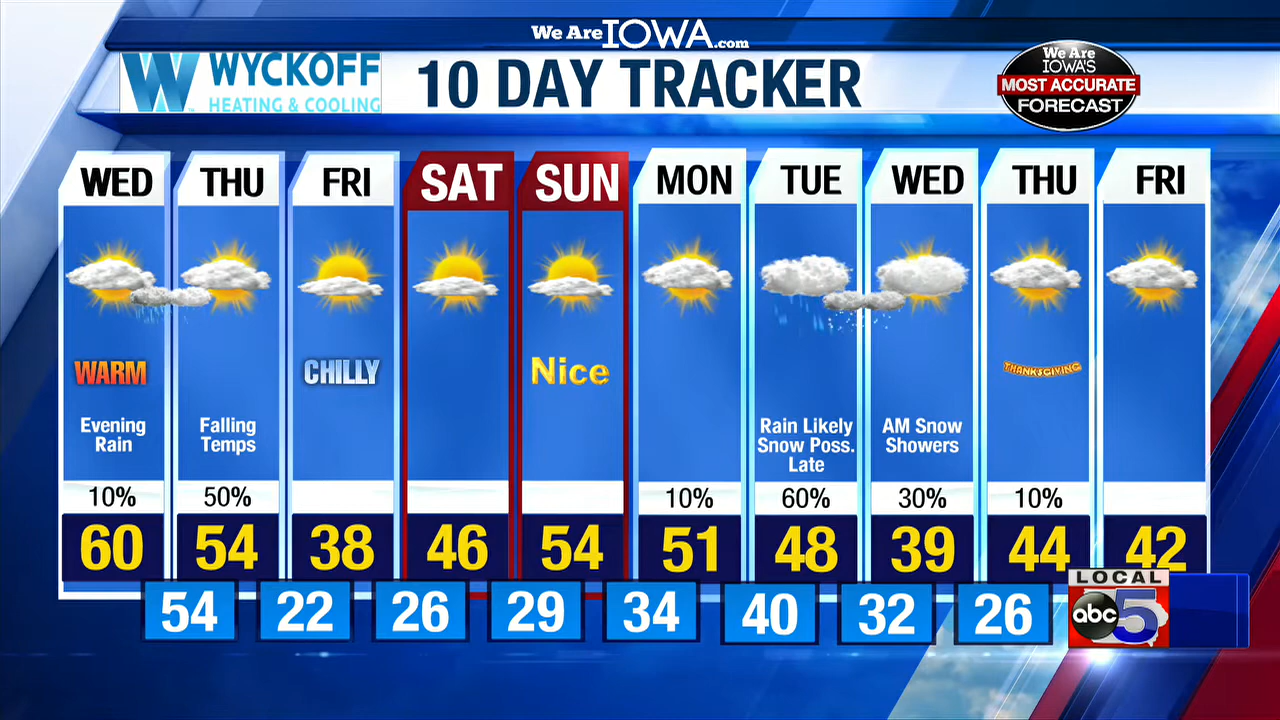 We Are IOWA.com
WYCKOFF
HEATING & COOLING
10 DAY TRACKER
We Are
IOWA'S
MOST ACCURATE
FORECAST
WED THU FRI SAT SUN MON TUE WED THU FRI
WARM CHILLY Nice THANKSGIVING
Evening
Rain
Falling
Temps
Rain Likely
Snow Poss.
Late
AM Snow
Showers
10% 50% 10% 60% 30% 10%
60 54 38 46 54 51 48 39 44 42
54 22 26 29 34 40 32 26
LOCAL
abc 5